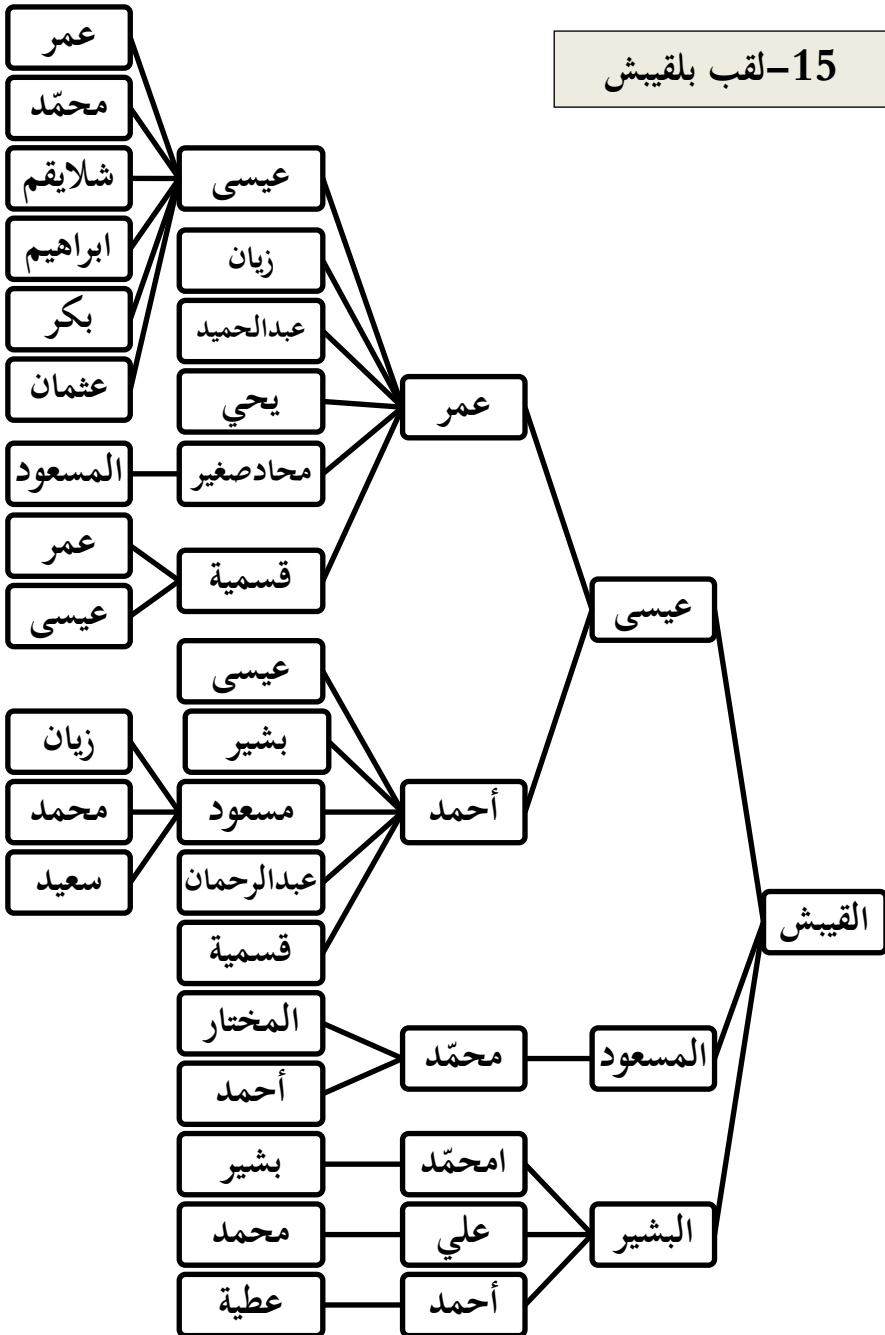 15-لقب بلقيبش
القيبش
عيسى
المسعود
البشير
عمر
أحمد
محمّد
امحمّد
علي
أحمد
عيسى
زيان
عبدالحميد
يحي
محادصغير
قسمية
عيسى
بشير
مسعود
عبدالرحمان
قسمية
المختار
أحمد
بشير
محمد
عطية
عمر
محمّد
شلايقم
ابراهيم
بكر
عثمان
المسعود
عمر
عيسى
زيان
محمد
سعيد